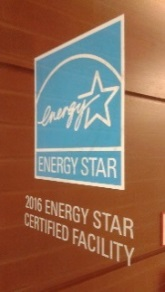 energy
ENERGY STAR
2016 ENERGY STAR
CERTIFIED FACILITY